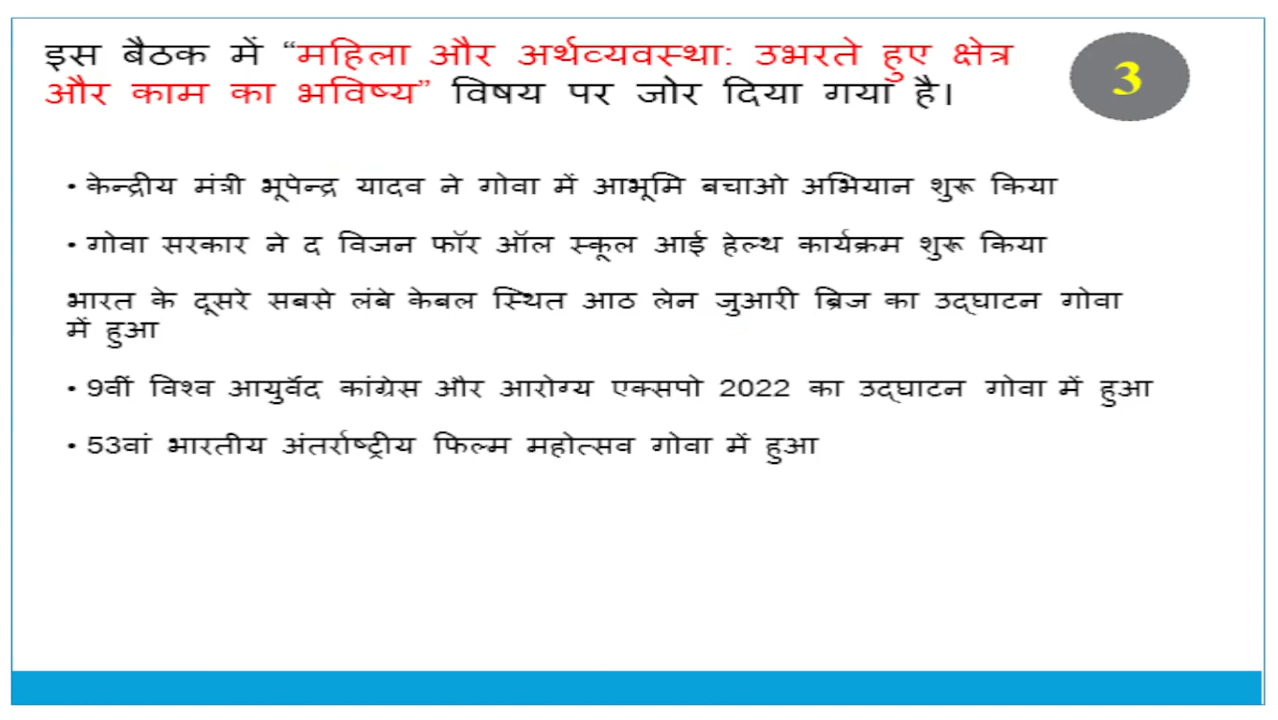 इस बैठक में “महिला और अर्थव्यवस्था: उभरते हुए क्षेत्र
और काम का भविष्य” विषय पर जोर दिया गया है।
3
• केन्द्रीय मंत्री भूपेन्द्र यादव ने गोवा में आभूमि बचाओ अभियान शुरू किया
• गोवा सरकार ने द विजन फॉर ऑल स्कूल आई हेल्थ कार्यक्रम शुरू किया
भारत के दूसरे सबसे लंबे केबल स्थित आठ लेन जुआरी ब्रिज का उद्घाटन गोवा
में हुआ
• 9वीं विश्व आयुर्वेद कांग्रेस और आरोग्य एक्सपो 2022 का उद्घाटन गोवा में हुआ
• 53वां भारतीय अंतर्राष्ट्रीय फिल्म महोत्सव गोवा में हुआ